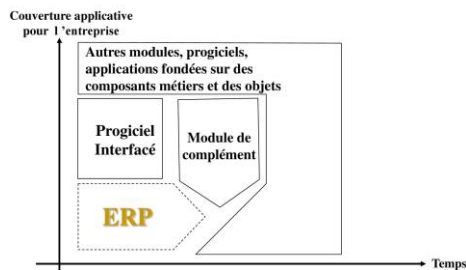 Couverture applicative
pour l 'entreprise
Autres modules, progiciels,
applications fondées sur des
composants métiers et des objets
Progiciel
Interfacé
Module de
complément
ERP
Temps